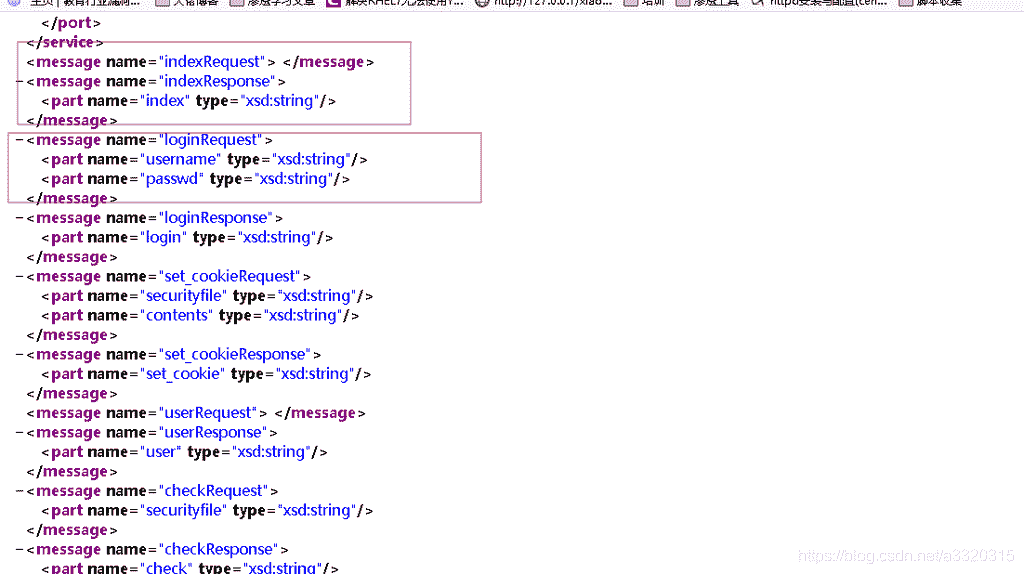 </port>
</service>
<message name="indexRequest"> </message>
−<message name="indexResponse">
<part name="index" type="xsd:string"/>
</message>
−<message name="loginRequest">
<part name="username" type="xsd:string"/>
<part name="passwd" type="xsd:string"/>
</message>
−<message name="loginResponse">
<part name="login" type="xsd:string"/>
</message>
−<message name="set_cookieRequest">
<part name="securityfile" type="xsd:string"/>
<part name="contents" type="xsd:string"/>
</message>
−<message name="set_cookieResponse">
<part name="set_cookie" type="xsd:string"/>
</message>
<message name="userRequest"> </message>
−<message name="userResponse">
<part name="user" type="xsd:string"/>
</message>
−<message name="checkRequest">
<part name="securityfile" type="xsd:string"/>
</message>
−<message name="checkResponse">
<part name="check" type="xsd:string"/>
https://blog.csdn.net/a3320315